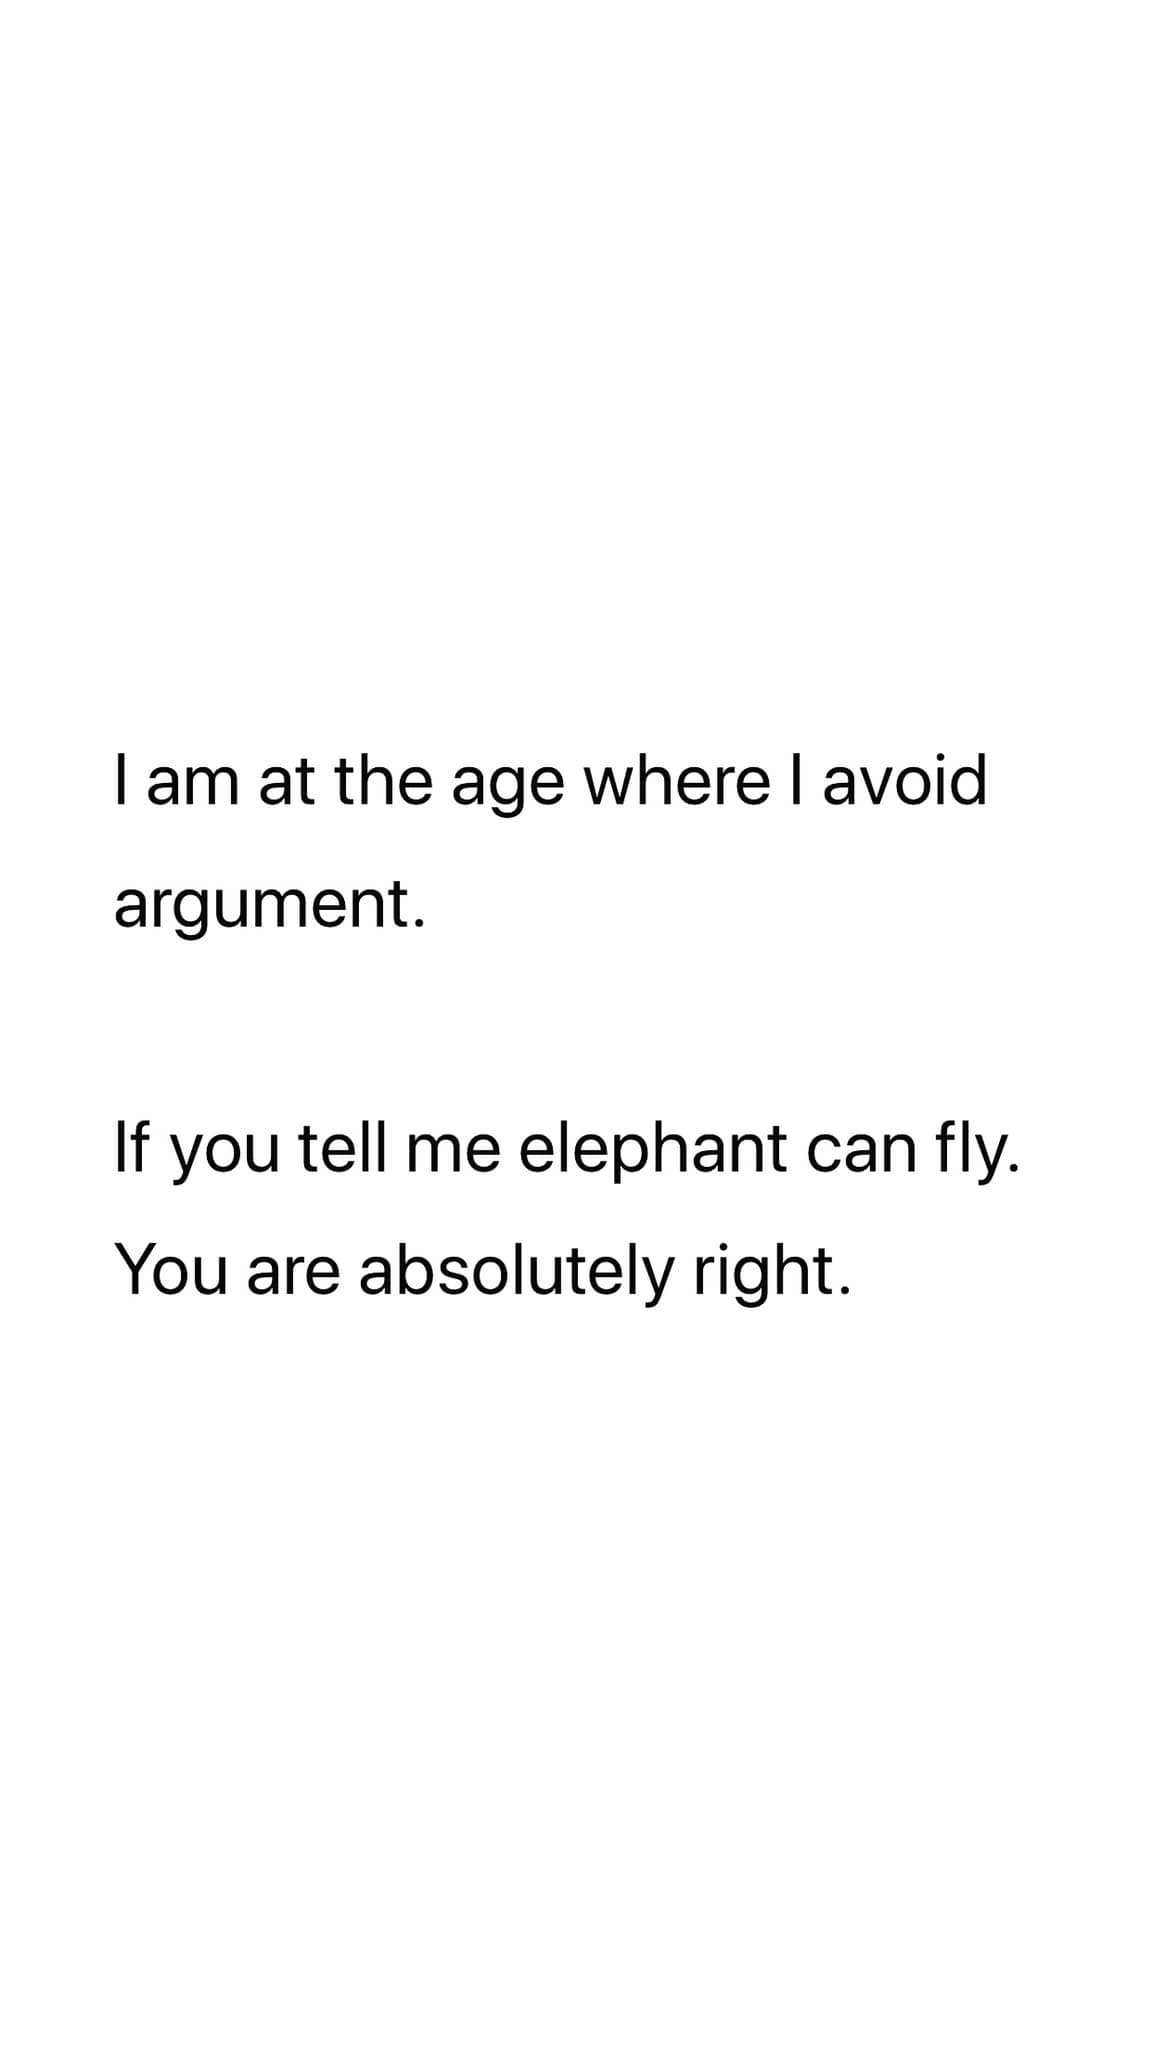 I am at the age where I avoid
argument.
If you tell me elephant can fly.
You are absolutely right.